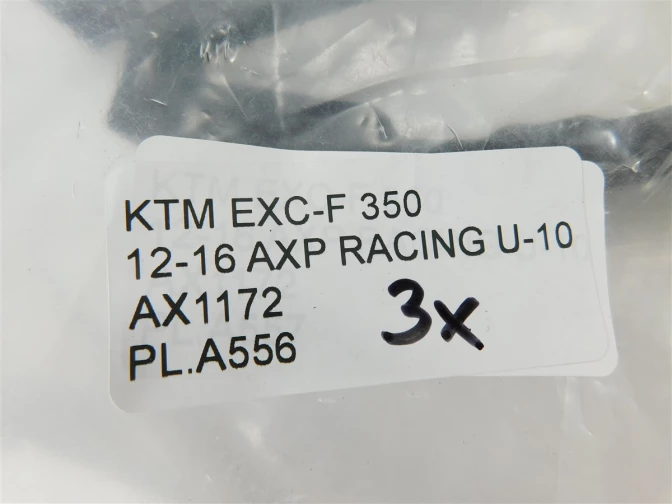 KTM EXC-F 350
12-16 AXP RACING U-10
AX1172
3x
PL.A556